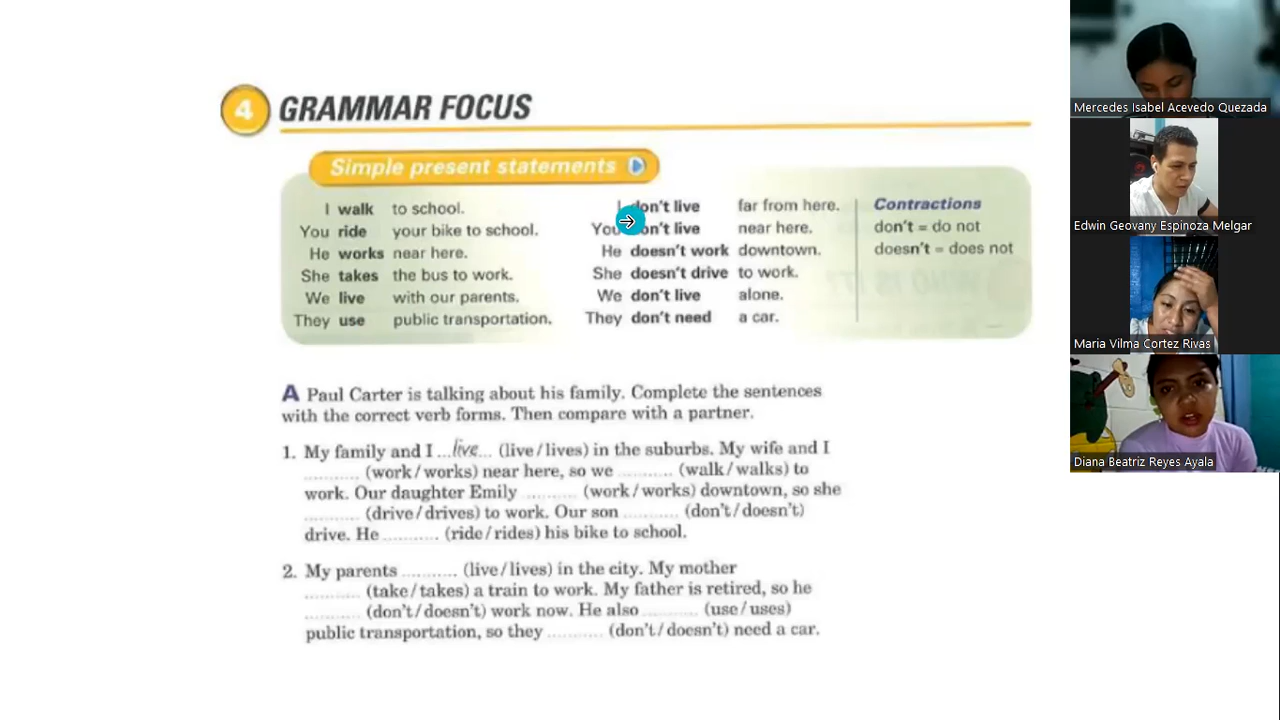 4 GRAMMAR FOCUS
Simple present statements
I walk to school.
You ride your bike to school.
He works near here.
She takes the bus to work.
We live with our parents.
They use public transportation.
I don't live far from here.
You don't live near here.
He doesn't work downtown.
She doesn't drive to work.
We don't live alone.
They don't need a car.
Contractions
don't = do not
doesn't = does not
A Paul Carter is talking about his family. Complete the sentences
with the correct verb forms. Then compare with a partner.
1. My family and I ...live... (live/lives) in the suburbs. My wife and I
.......... (work/works) near here, so we .......... (walk/walks) to
work. Our daughter Emily .......... (work/works) downtown, so she
.......... (drive/drives) to work. Our son .......... (don't/doesn't)
drive. He .......... (ride/rides) his bike to school.
2. My parents .......... (live/lives) in the city. My mother
.......... (take/takes) a train to work. My father is retired, so he
.......... (don't/doesn't) work now. He also .......... (use/uses)
public transportation, so they .......... (don't/doesn't) need a car.
Mercedes Isabel Acevedo Quezada
Edwin Geovany Espinoza Melgar
Maria Vilma Cortez Rivas
Diana Beatriz Reyes Ayala